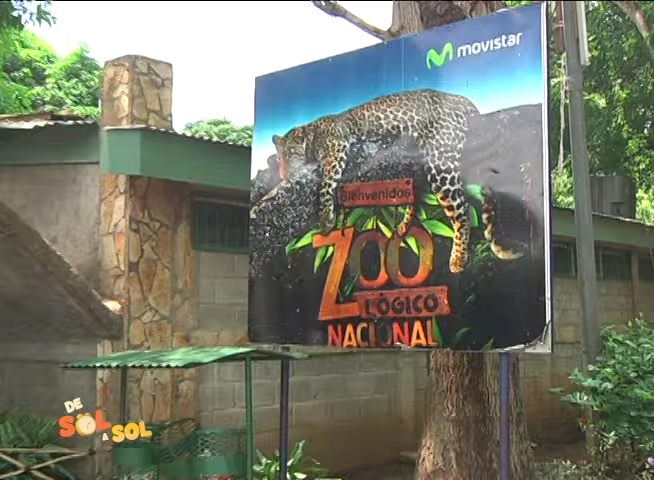 movistar
Bienvenidos
ZOO
LÓGICO
NACIONAL
DE
SOL
A
SOL